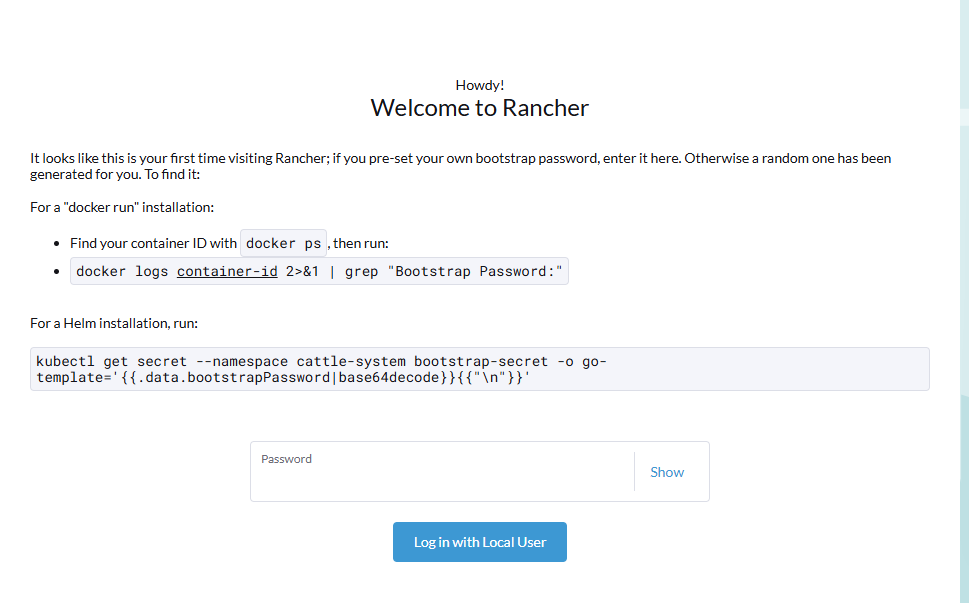 Howdy!
Welcome to Rancher
It looks like this is your first time visiting Rancher; if you pre-set your own bootstrap password, enter it here. Otherwise a random one has been
generated for you. To find it:
For a "docker run" installation:
• Find your container ID with docker ps, then run:
• docker logs container-id 2>&1 | grep "Bootstrap Password:"
For a Helm installation, run:
kubectl get secret --namespace cattle-system bootstrap-secret -o go-
template='{{.data.bootstrapPassword|base64decode}}{{"\n"}}'
Password
Show
Log in with Local User